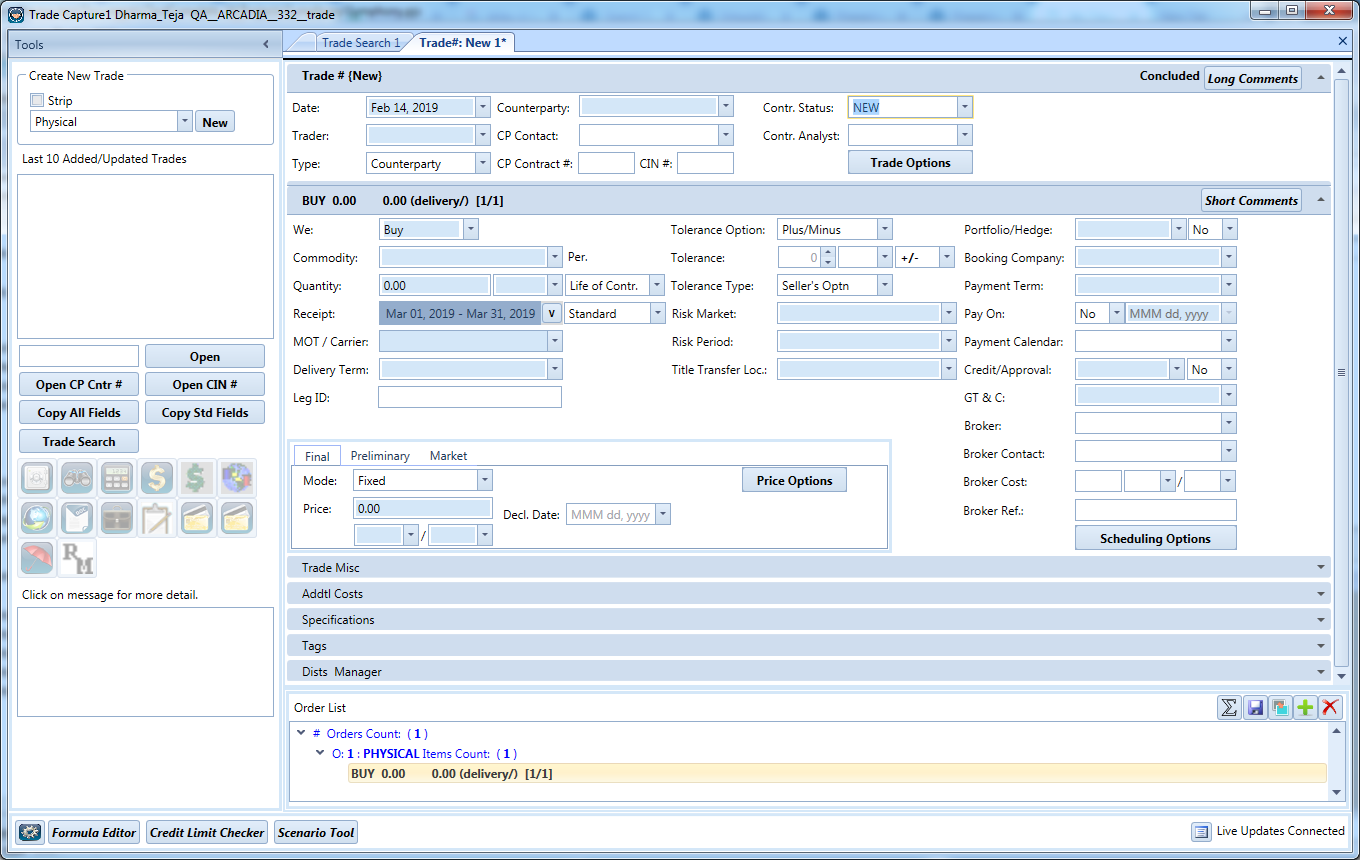 Trade Capture1 Dharma_Teja QA__ARCADIA__332__trade
Tools
Trade Search 1
Trade#: New 1*
Create New Trade
Strip
Physical
New
Last 10 Added/Updated Trades
Open
Open CP Cntr #
Open CIN #
Copy All Fields
Copy Std Fields
Trade Search
RM
Click on message for more detail.
Trade # {New}
Concluded
Long Comments
Date: Feb 14, 2019 Counterparty: Contr. Status: NEW
Trader: CP Contact: Contr. Analyst:
Type: Counterparty CP Contract #: CIN #: Trade Options
BUY 0.00 0.00 (delivery/) [1/1] Short Comments
We: Buy Tolerance Option: Plus/Minus Portfolio/Hedge: No
Commodity: Per. Tolerance: 0 +/- Booking Company:
Quantity: 0.00 Life of Contr. Tolerance Type: Seller's Optn Payment Term:
Receipt: Mar 01, 2019 - Mar 31, 2019 v Standard Risk Market: Pay On: No MMM dd, yyyy
MOT / Carrier: Risk Period: Payment Calendar:
Delivery Term: Title Transfer Loc.: Credit/Approval: No
Leg ID: GT & C:
Broker:
Broker Contact:
Broker Cost: /
Broker Ref.:
Scheduling Options
Final Preliminary Market
Mode: Fixed Price Options
Price: 0.00 Decl. Date: MMM dd, yyyy
/
Trade Misc
Addtl Costs
Specifications
Tags
Dists Manager
Order List
# Orders Count: ( 1 )
O: 1 : PHYSICAL Items Count: ( 1 )
BUY 0.00 0.00 (delivery/) [1/1]
Formula Editor Credit Limit Checker Scenario Tool Live Updates Connected